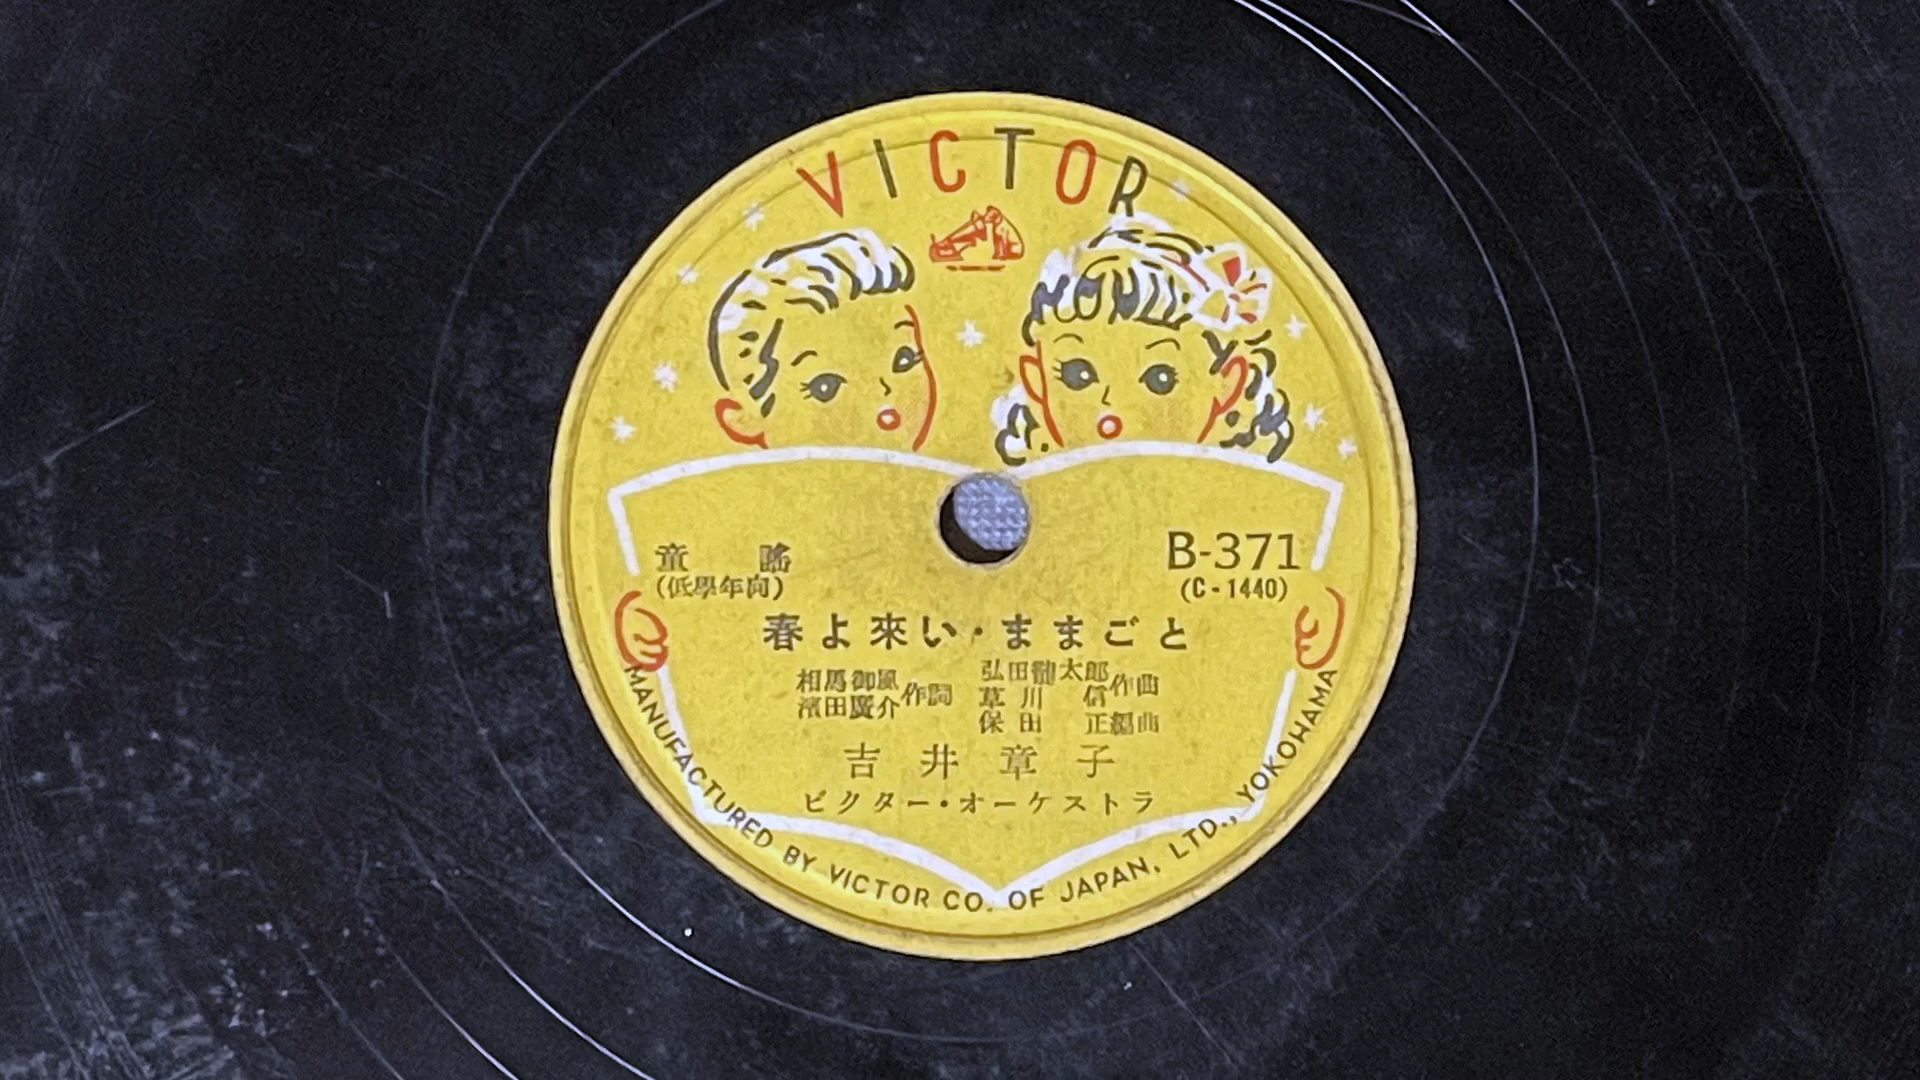 VICTOR
童謠
(低學年向)
B-371
(C-1440)
春よ來い・ままごと
相馬御風
濱田廣介
作詞
弘田龍太郎
草川信
作曲
保田正編曲
吉井章子
ビクター・オーケストラ
MANUFACTURED BY VICTOR CO. OF JAPAN, LTD., YOKOHAMA